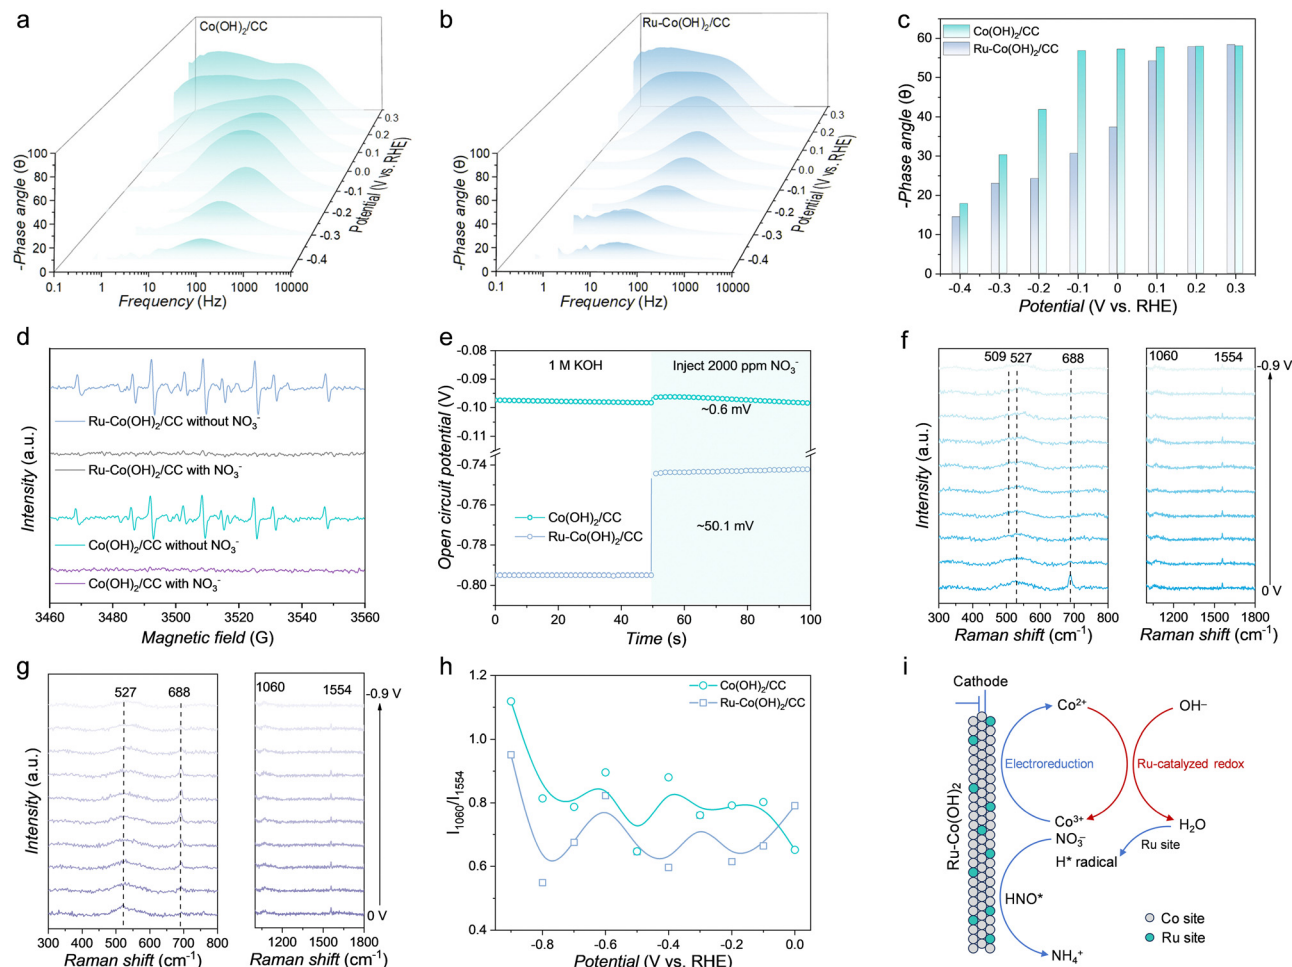 a
Co(OH)₂/CC
-Phase angle (θ)
100
80
60
40
20
0
0.1
1
10
100
1000
10000
Frequency (Hz)
0.3
0.2
0.1
0.0
-0.1
-0.2
-0.3
-0.4
Potential (V vs. RHE)
b
Ru-Co(OH)₂/CC
-Phase angle (θ)
100
80
60
40
20
0
0.1
1
10
100
1000
10000
Frequency (Hz)
0.3
0.2
0.1
0.0
-0.1
-0.2
-0.3
-0.4
Potential (V vs. RHE)
c
Co(OH)₂/CC
Ru-Co(OH)₂/CC
-Phase angle (θ)
60
50
40
30
20
10
0
-0.4 -0.3 -0.2 -0.1 0 0.1 0.2 0.3
Potential (V vs. RHE)
d
Intensity (a.u.)
Ru-Co(OH)₂/CC without NO₃⁻
Ru-Co(OH)₂/CC with NO₃⁻
Co(OH)₂/CC without NO₃⁻
Co(OH)₂/CC with NO₃⁻
3460 3480 3500 3520 3540 3560
Magnetic field (G)
e
Open circuit potential (V)
-0.08
-0.09
-0.10
-0.11
-0.74
-0.76
-0.78
-0.80
1 M KOH
Inject 2000 ppm NO₃⁻
~0.6 mV
~50.1 mV
Co(OH)₂/CC
Ru-Co(OH)₂/CC
0 20 40 60 80 100
Time (s)
f
Intensity (a.u.)
509 527 688
1060 1554
-0.9 V
0 V
300 400 500 600 700 800
1200 1400 1600 1800
Raman shift (cm⁻¹)
Raman shift (cm⁻¹)
g
Intensity (a.u.)
527 688
1060 1554
-0.9 V
0 V
300 400 500 600 700 800
1200 1400 1600 1800
Raman shift (cm⁻¹)
Raman shift (cm⁻¹)
h
I₁₀₆₀/I₁₅₅₄
1.2
1.0
0.8
0.6
0.4
Co(OH)₂/CC
Ru-Co(OH)₂/CC
-0.8 -0.6 -0.4 -0.2 0.0
Potential (V vs. RHE)
i
Cathode
Ru-Co(OH)₂
Co²⁺
OH⁻
Electroreduction
Ru-catalyzed redox
Co³⁺
NO₃⁻
H₂O
Ru site
H* radical
HNO*
NH₄⁺
Co site
Ru site